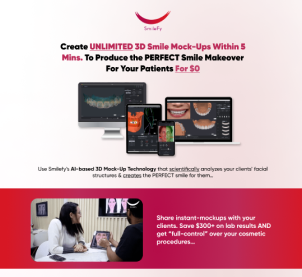 Smilefy
Create UNLIMITED 3D Smile Mock-Ups Within 5
Mins. To Produce the PERFECT Smile Makeover
For Your Patients For $0
Use Smilefy's AI-based 3D Mock-Up Technology that scientifically analyzes your clients' facial
structures & creates the PERFECT smile for them...
Share instant-mockups with your
clients. Save $300+ on lab results AND
get "full-control" over your cosmetic
procedures...